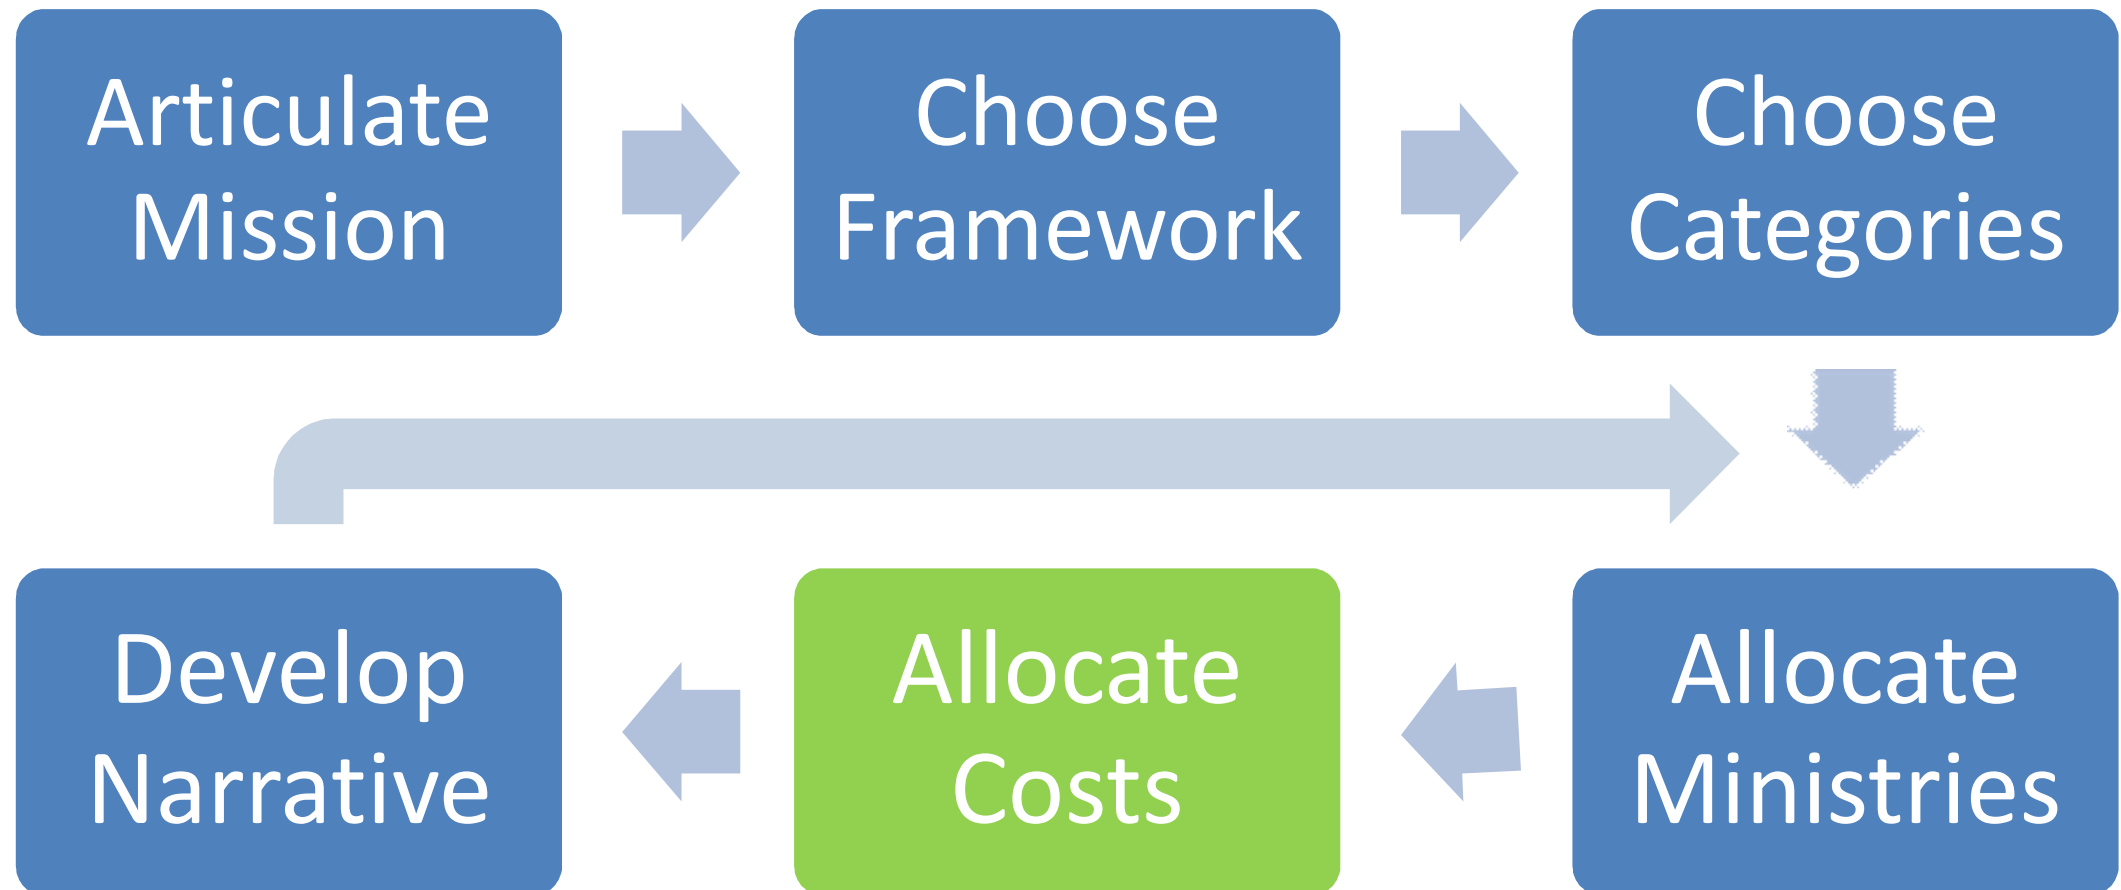 Articulate
Mission
Choose
Framework
Choose
Categories
Develop
Narrative
Allocate
Costs
Allocate
Ministries